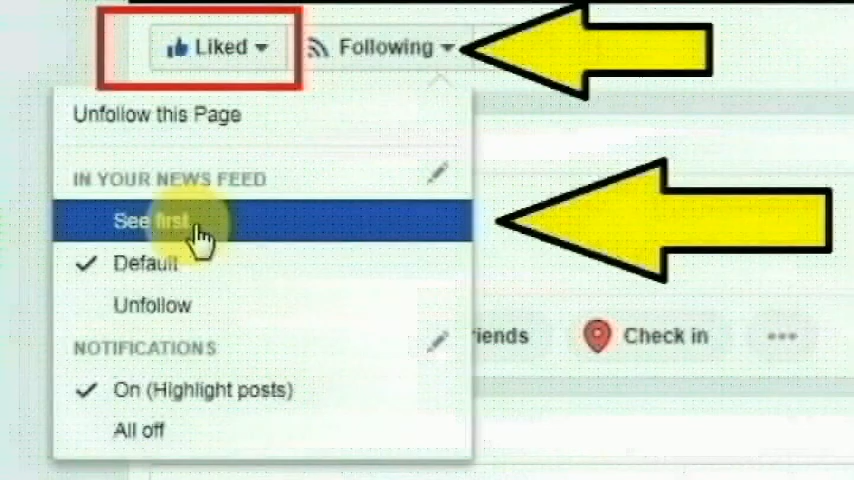 Liked
Following
Unfollow this Page
IN YOUR NEWS FEED
See first
Default
Unfollow
NOTIFICATIONS
riends
Check in
On (Highlight posts)
All off